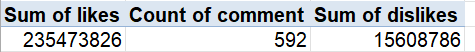 Sum of likes Count of comment Sum of dislikes
235473826 592 15608786